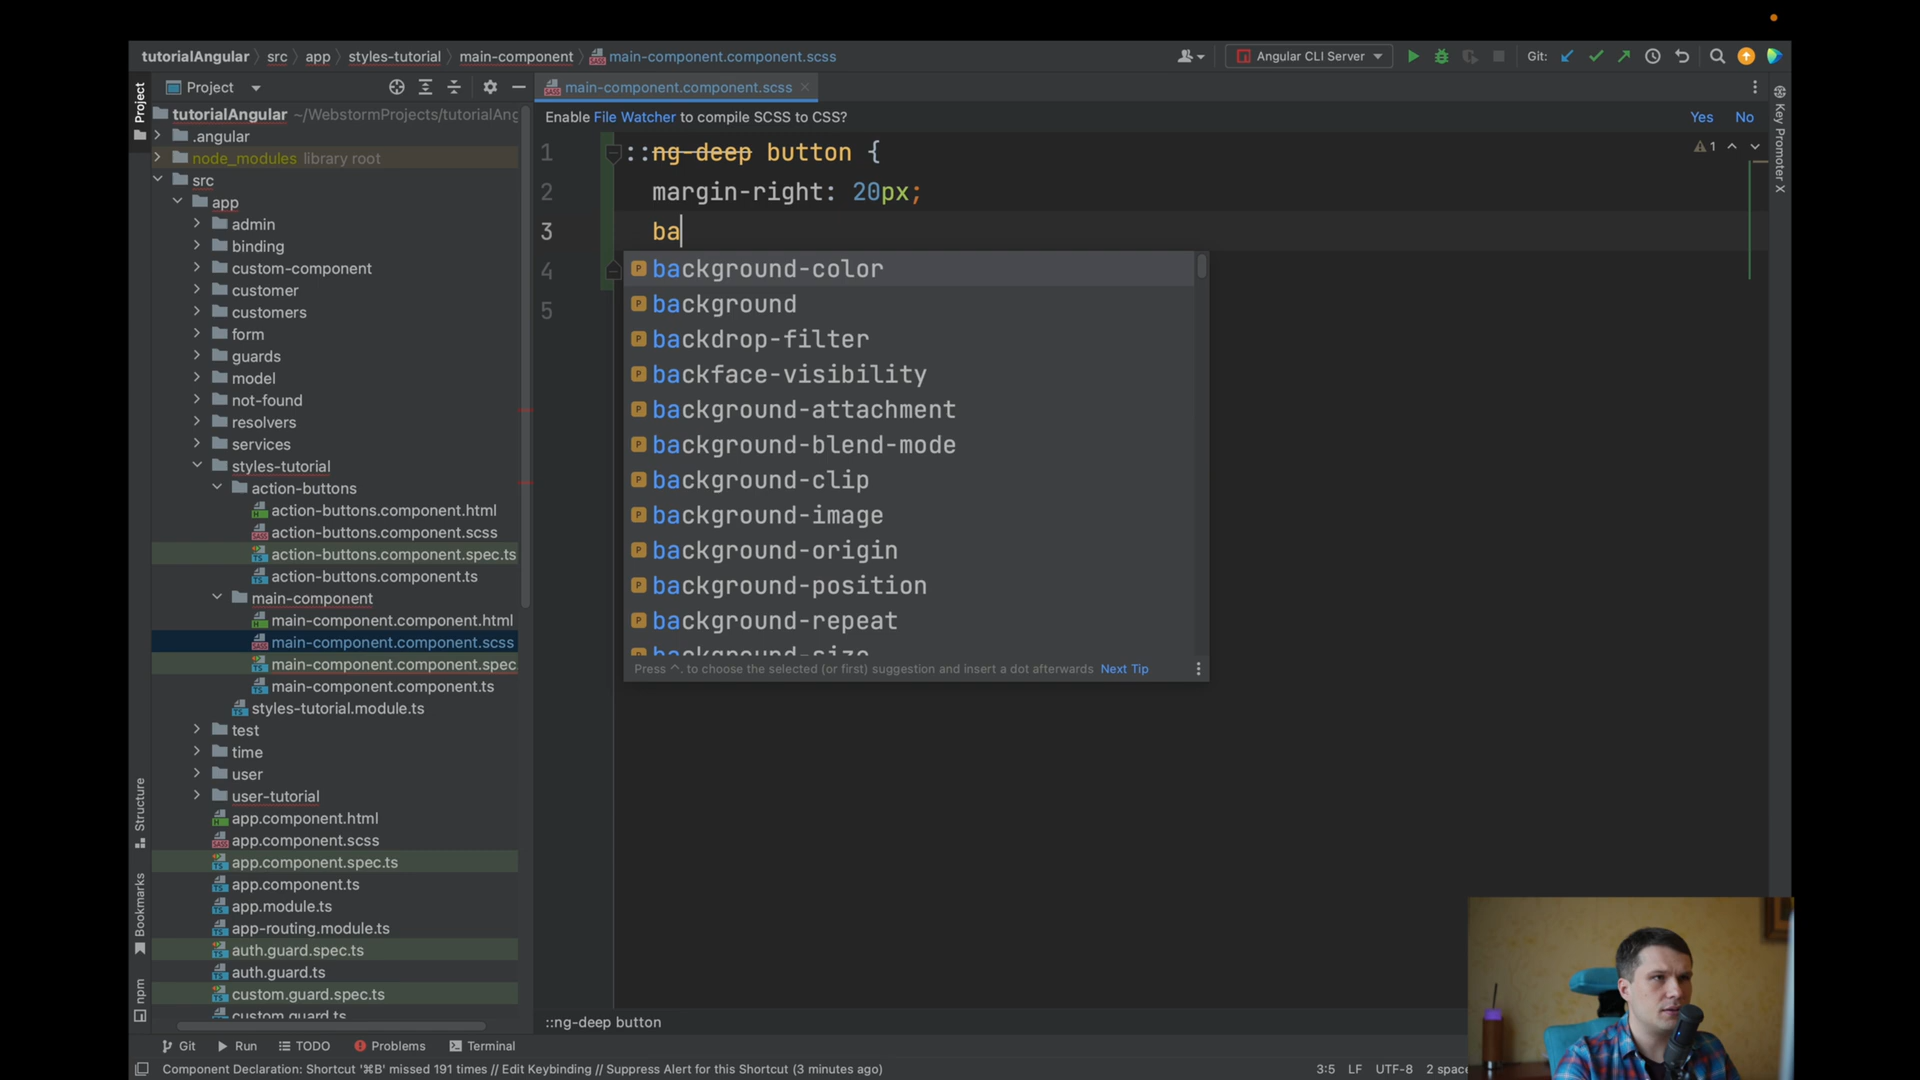 tutorialAngular src app styles-tutorial main-component main-component.component.scss
Angular CLI Server
Git:
Project
Project
main-component.component.scss
Key Promoter X
tutorialAngular ~/WebstormProjects/tutorialAng
.angular
node_modules library root
src
app
admin
binding
custom-component
customer
customers
form
guards
model
not-found
resolvers
services
styles-tutorial
action-buttons
action-buttons.component.html
action-buttons.component.scss
action-buttons.component.spec.ts
action-buttons.component.ts
main-component
main-component.component.html
main-component.component.scss
main-component.component.spec
main-component.component.ts
styles-tutorial.module.ts
test
time
user
user-tutorial
app.component.html
app.component.scss
app.component.spec.ts
app.component.ts
app.module.ts
app-routing.module.ts
auth.guard.spec.ts
auth.guard.ts
custom.guard.spec.ts
custom.guard.ts
Structure
Bookmarks
npm
Enable File Watcher to compile SCSS to CSS?
Yes No
1 ::ng-deep button {
1
2 margin-right: 20px;
3 ba
4
5
background-color
background
backdrop-filter
backface-visibility
background-attachment
background-blend-mode
background-clip
background-image
background-origin
background-position
background-repeat
background-size
Press ^. to choose the selected (or first) suggestion and insert a dot afterwards Next Tip
::ng-deep button
Git Run TODO Problems Terminal
Component Declaration: Shortcut '⌘B' missed 191 times // Edit Keybinding // Suppress Alert for this Shortcut (3 minutes ago)
3:5 LF UTF-8 2 space